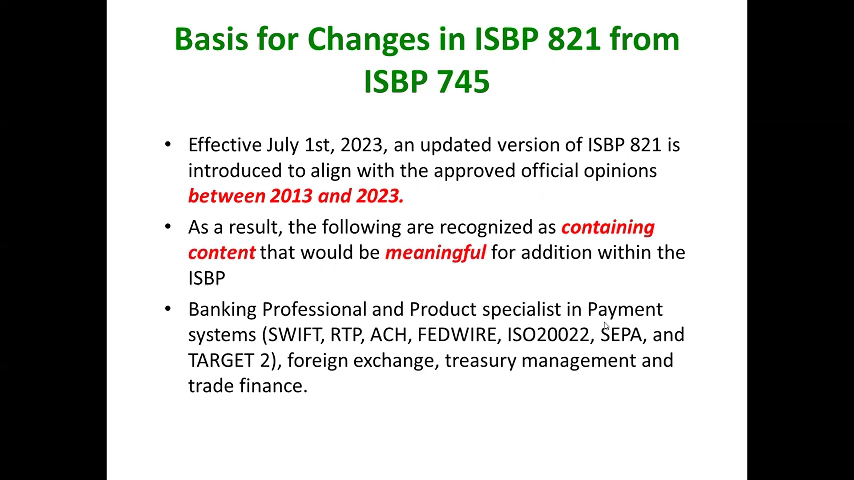 Basis for Changes in ISBP 821 from
ISBP 745
• Effective July 1st, 2023, an updated version of ISBP 821 is
introduced to align with the approved official opinions
between 2013 and 2023.
• As a result, the following are recognized as containing
content that would be meaningful for addition within the
ISBP
• Banking Professional and Product specialist in Payment
systems (SWIFT, RTP, ACH, FEDWIRE, ISO20022, SEPA, and
TARGET 2), foreign exchange, treasury management and
trade finance.